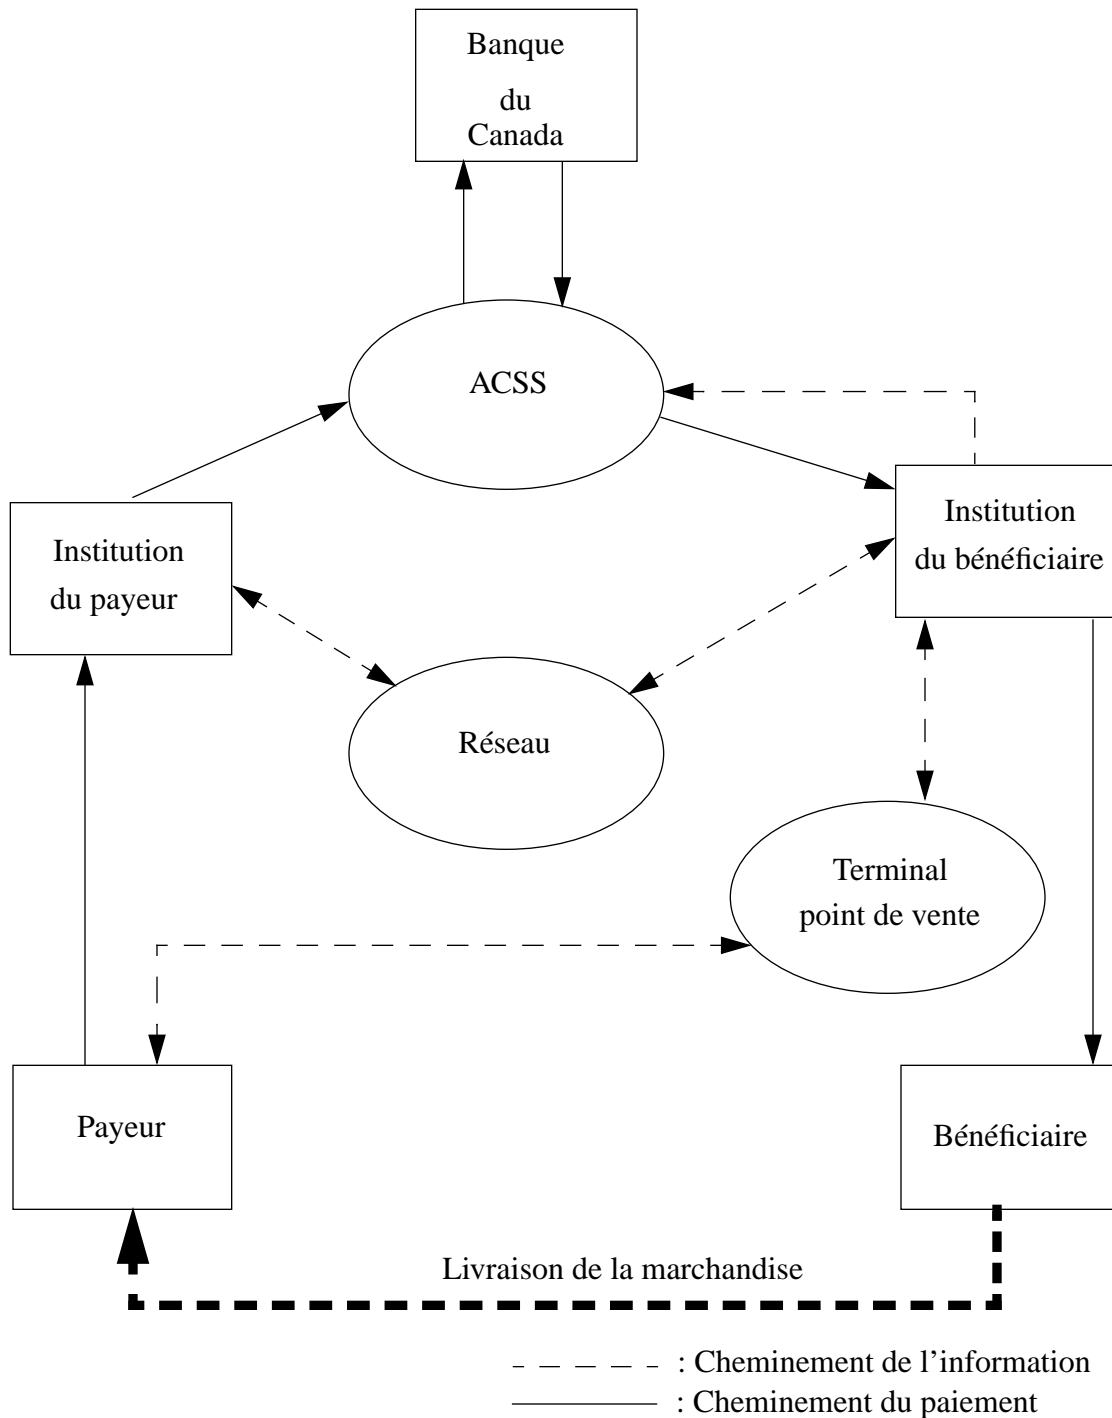 Banque
du
Canada
ACSS
Institution
du bénéficiaire
Institution
du payeur
Réseau
Terminal
point de vente
Payeur
Bénéficiaire
Livraison de la marchandise
: Cheminement de l’information
: Cheminement du paiement